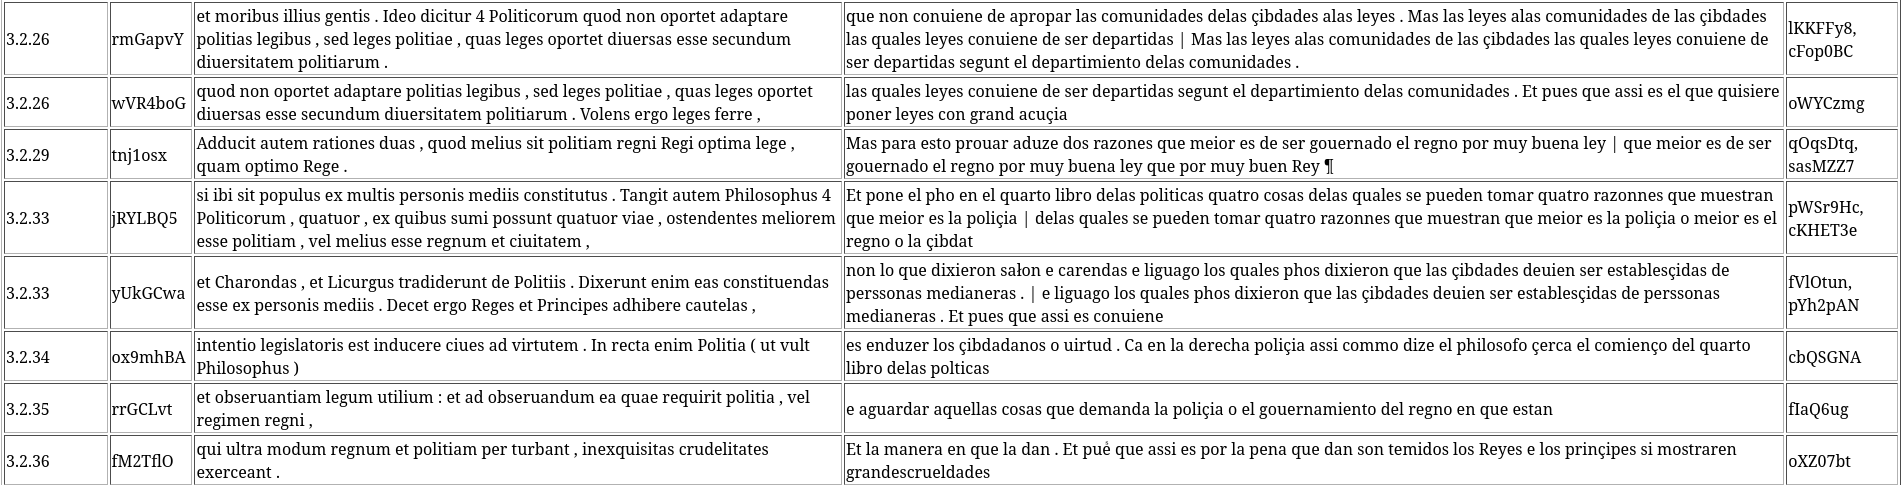 3.2.26
rmGapvY
et moribus illius gentis . Ideo dicitur 4 Politicorum quod non oportet adaptare
politias legibus , sed leges politiae , quas leges oportet diuersas esse secundum
diuersitatem politiarum .
que non conuiene de apropar las comunidades delas çibdades alas leyes . Mas las leyes alas comunidades de las çibdades
las quales leyes conuiene de ser departidas | Mas las leyes alas comunidades de las çibdades las quales leyes conuiene de
ser departidas segunt el departimiento delas comunidades .
lKKFFy8,
cFop0BC
3.2.26
wVR4boG
quod non oportet adaptare politias legibus , sed leges politiae , quas leges oportet
diuersas esse secundum diuersitatem politiarum . Volens ergo leges ferre ,
las quales leyes conuiene de ser departidas segunt el departimiento delas comunidades . Et pues que assi es el que quisiere
poner leyes con grand acuçia
oWYCzmg
3.2.29
tnj1osx
Adducit autem rationes duas , quod melius sit politiam regni Regi optima lege ,
quam optimo Rege .
Mas para esto prouar aduze dos razones que meior es de ser gouernado el regno por muy buena ley | que meior es de ser
gouernado el regno por muy buena ley que por muy buen Rey ¶
qOqsDtq,
sasMZZ7
3.2.33
jRYLBQ5
si ibi sit populus ex multis personis mediis constitutus . Tangit autem Philosophus 4
Politicorum , quatuor , ex quibus sumi possunt quatuor viae , ostendentes meliorem
esse politiam , vel melius esse regnum et ciuitatem ,
Et pone el pho en el quarto libro delas politicas quatro cosas delas quales se pueden tomar quatro razonnes que muestran
que meior es la poliçia | delas quales se pueden tomar quatro razonnes que muestran que meior es la poliçia o meior es el
regno o la çibdat
pWSr9Hc,
cKHET3e
3.2.33
yUkGCwa
et Charondas , et Licurgus tradiderunt de Politiis . Dixerunt enim eas constituendas
esse ex personis mediis . Decet ergo Reges et Principes adhibere cautelas ,
non lo que dixieron sałon e carendas e liguago los quales phos dixieron que las çibdades deuien ser establesçidas de
perssonas medianeras . | e liguago los quales phos dixieron que las çibdades deuien ser establesçidas de perssonas
medianeras . Et pues que assi es conuiene
fVlOtun,
pYh2pAN
3.2.34
ox9mhBA
intentio legislatoris est inducere ciues ad virtutem . In recta enim Politia ( ut vult
Philosophus )
es enduzer los çibdadanos o uirtud . Ca en la derecha poliçia assi commo dize el philosofo çerca el comienço del quarto
libro delas polticas
cbQSGNA
3.2.35
rrGCLvt
et obseruantiam legum utilium : et ad obseruandum ea quae requirit politia , vel
regimen regni ,
e aguardar aquellas cosas que demanda la poliçia o el gouernamiento del regno en que estan
fIaQ6ug
3.2.36
fM2TflO
qui ultra modum regnum et politiam per turbant , inexquisitas crudelitates
exerceant .
Et la manera en que la dan . Et pueᷤ que assi es por la pena que dan son temidos los Reyes e los prinçipes si mostraren
grandescrueldades
oXZ07bt